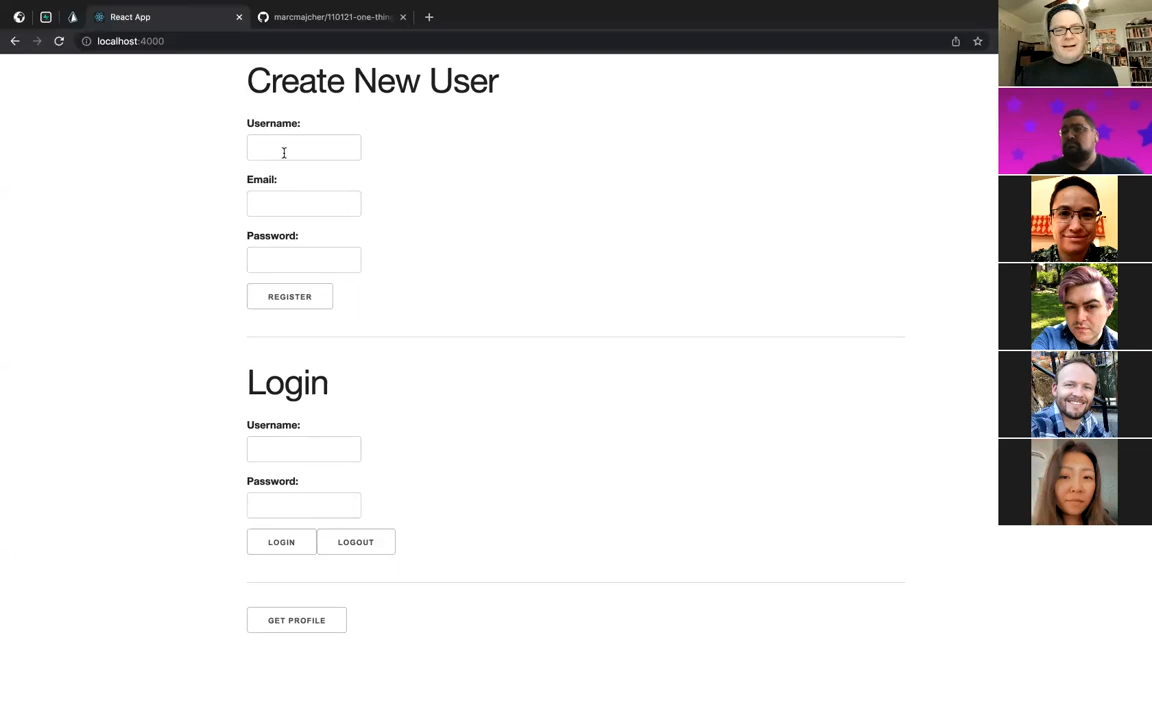 React App
marcmajcher/110121-one-thing
localhost:4000
Create New User
Username:
Email:
Password:
REGISTER
Login
Username:
Password:
LOGIN LOGOUT
GET PROFILE